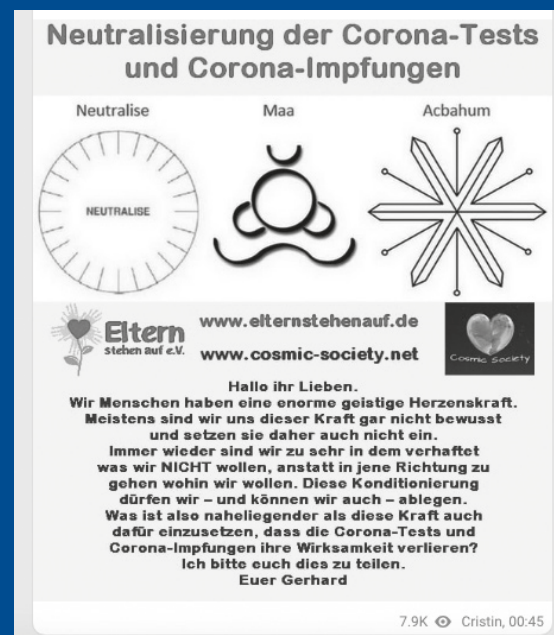 Neutralisierung der Corona-Tests
und Corona-Impfungen
Neutralise
Maa
Acbahum
NEUTRALISE
Eltern
stehen auf e.V.
www.elternstehenauf.de
www.cosmic-society.net
Cosmic Society
Hallo ihr Lieben.
Wir Menschen haben eine enorme geistige Herzenskraft.
Meistens sind wir uns dieser Kraft gar nicht bewusst
und setzen sie daher auch nicht ein.
Immer wieder sind wir zu sehr in dem verhaftet
was wir NICHT wollen, anstatt in jene Richtung zu
gehen wohin wir wollen. Diese Konditionierung
dürfen wir – und können wir auch – ablegen.
Was ist also naheliegender als diese Kraft auch
dafür einzusetzen, dass die Corona-Tests und
Corona-Impfungen ihre Wirksamkeit verlieren?
Ich bitte euch dies zu teilen.
Euer Gerhard
7.9K Cristin, 00:45